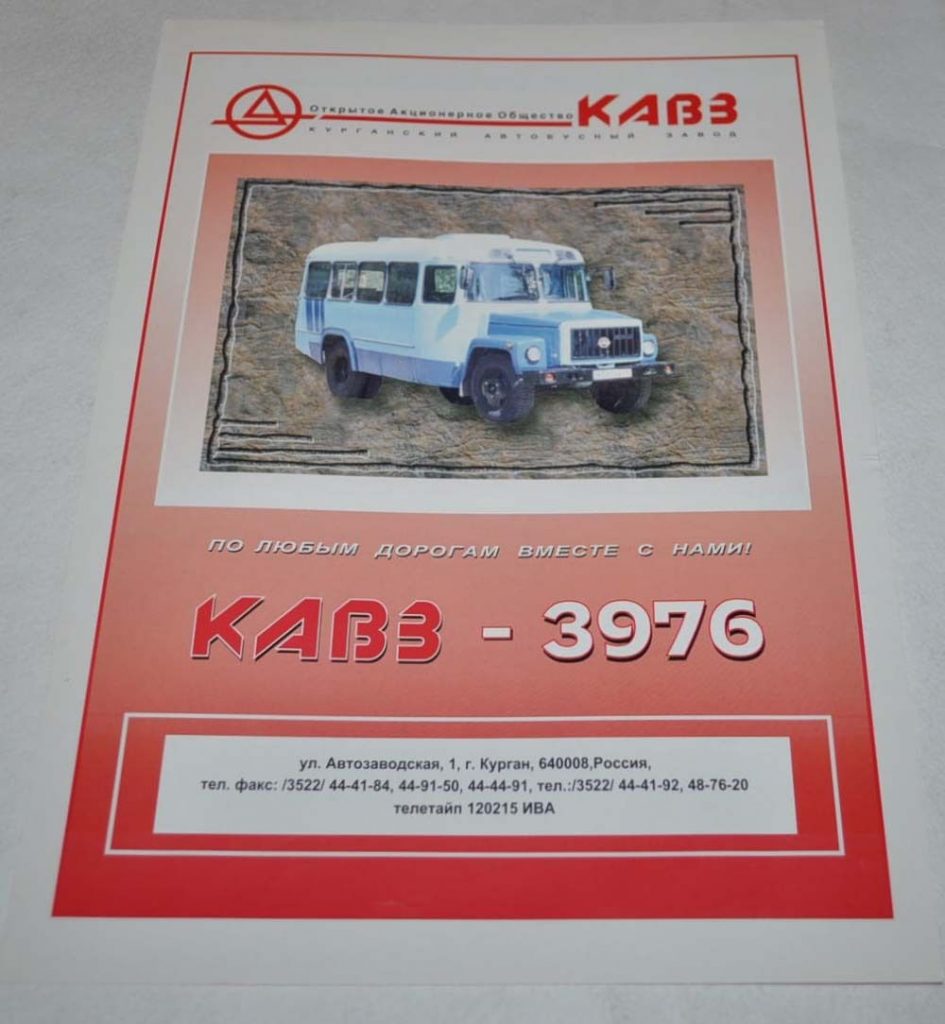 Открытое Акционерное Общество КАВЗ
КУРГАНСКИЙ АВТОБУСНЫЙ ЗАВОД
ПО ЛЮБЫМ ДОРОГАМ ВМЕСТЕ С НАМИ!
КАВЗ - 3976
ул. Автозаводская, 1, г. Курган, 640008,Россия,
тел. факс: /3522/ 44-41-84, 44-91-50, 44-44-91, тел.:/3522/ 44-41-92, 48-76-20
телетайп 120215 ИВА